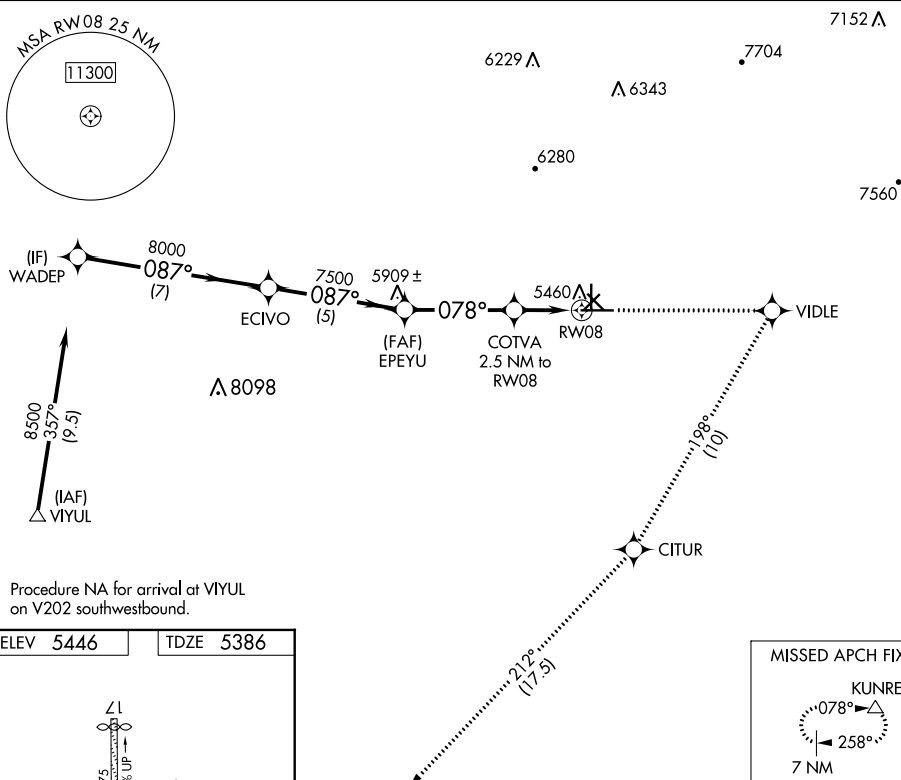 MSA RW08 25 NM
11300
7152
6229
7704
6343
6280
7560
(IF)
WADEP
8000
087°
(7)
ECIVO
7500
087°
(5)
5909 ±
(FAF)
EPEYU
078°
COTVA
2.5 NM to
RW08
5460
RW08
VIDLE
8098
8500
357°
(9.5)
(IAF)
VIYUL
198°
(10)
CITUR
212°
(17.5)
Procedure NA for arrival at VIYUL
on V202 southwestbound.
ELEV 5446
TDZE 5386
17
UP
MISSED APCH FIX
KUNRE
078°
258°
7 NM